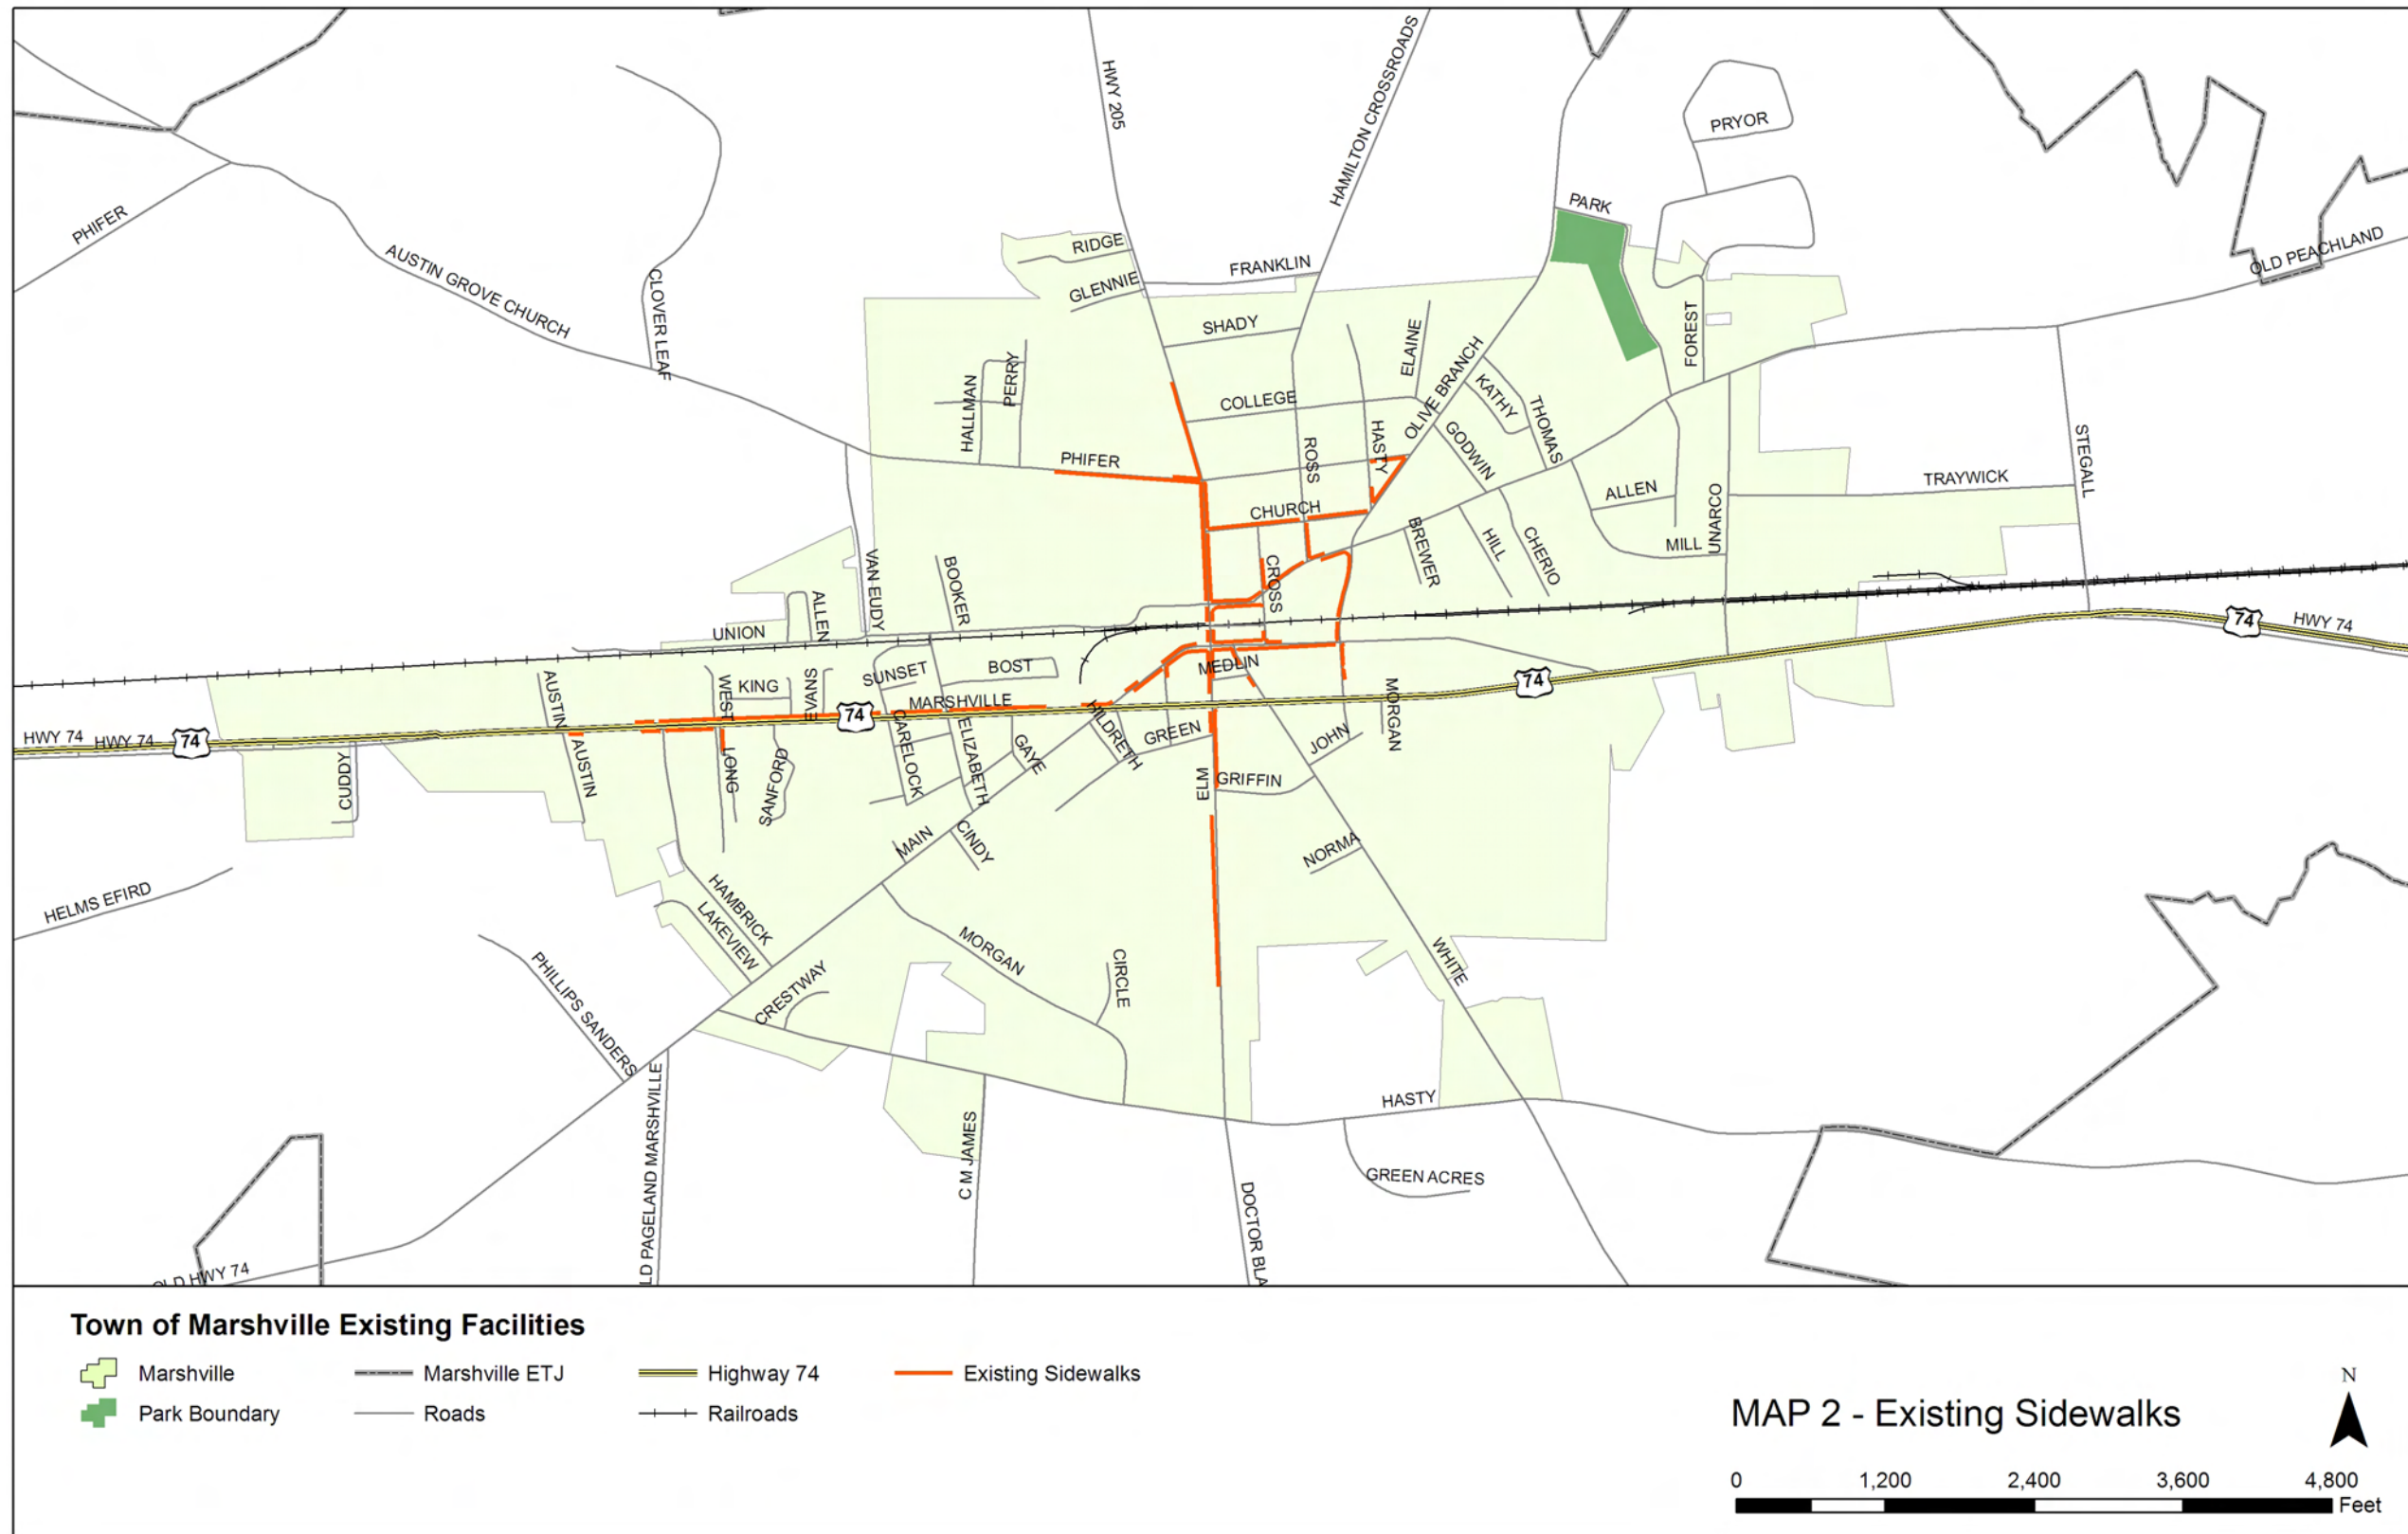 HWY 205
HAMILTON CROSSROADS
PRYOR
PHIFER
PARK
AUSTIN GROVE CHURCH
CLOVER LEAF
RIDGE
GLENNIE
FRANKLIN
OLD PEACHLAND
SHADY
ELAINE
FOREST
HALLMAN
PERRY
COLLEGE
OLIVE BRANCH
KATHY
THOMAS
HASTY
ROSS
GODWIN
STEGALL
PHIFER
ALLEN
TRAYWICK
CHURCH
UNARCO
BREWER
HILL
CHERIO
MILL
VAN EUDY
BOOKER
CROSS
ALLEN
UNION
SUNSET
BOST
MEDLIN
HWY 74
74
AUSTIN
WEST
KING
EVANS
MARSHVILLE
74
74
MORGAN
HWY 74
HWY 74
74
AUSTIN
LONG
SANFORD
CARELOCK
ELIZABETH
GAYE
HILDRETH
GREEN
JOHN
CUDDY
ELM
GRIFFIN
MAIN
CINDY
NORMA
HELMS EFIRD
HAMBRICK
LAKEVIEW
MORGAN
CIRCLE
WHITE
PHILLIPS SANDERS
CRESTWAY
LD PAGELAND MARSHVILLE
C M JAMES
HASTY
GREEN ACRES
DOCTOR BLA
OLD HWY 74
Town of Marshville Existing Facilities
Marshville
Marshville ETJ
Highway 74
Existing Sidewalks
Park Boundary
Roads
Railroads
MAP 2 - Existing Sidewalks
N
0 1,200 2,400 3,600 4,800
Feet